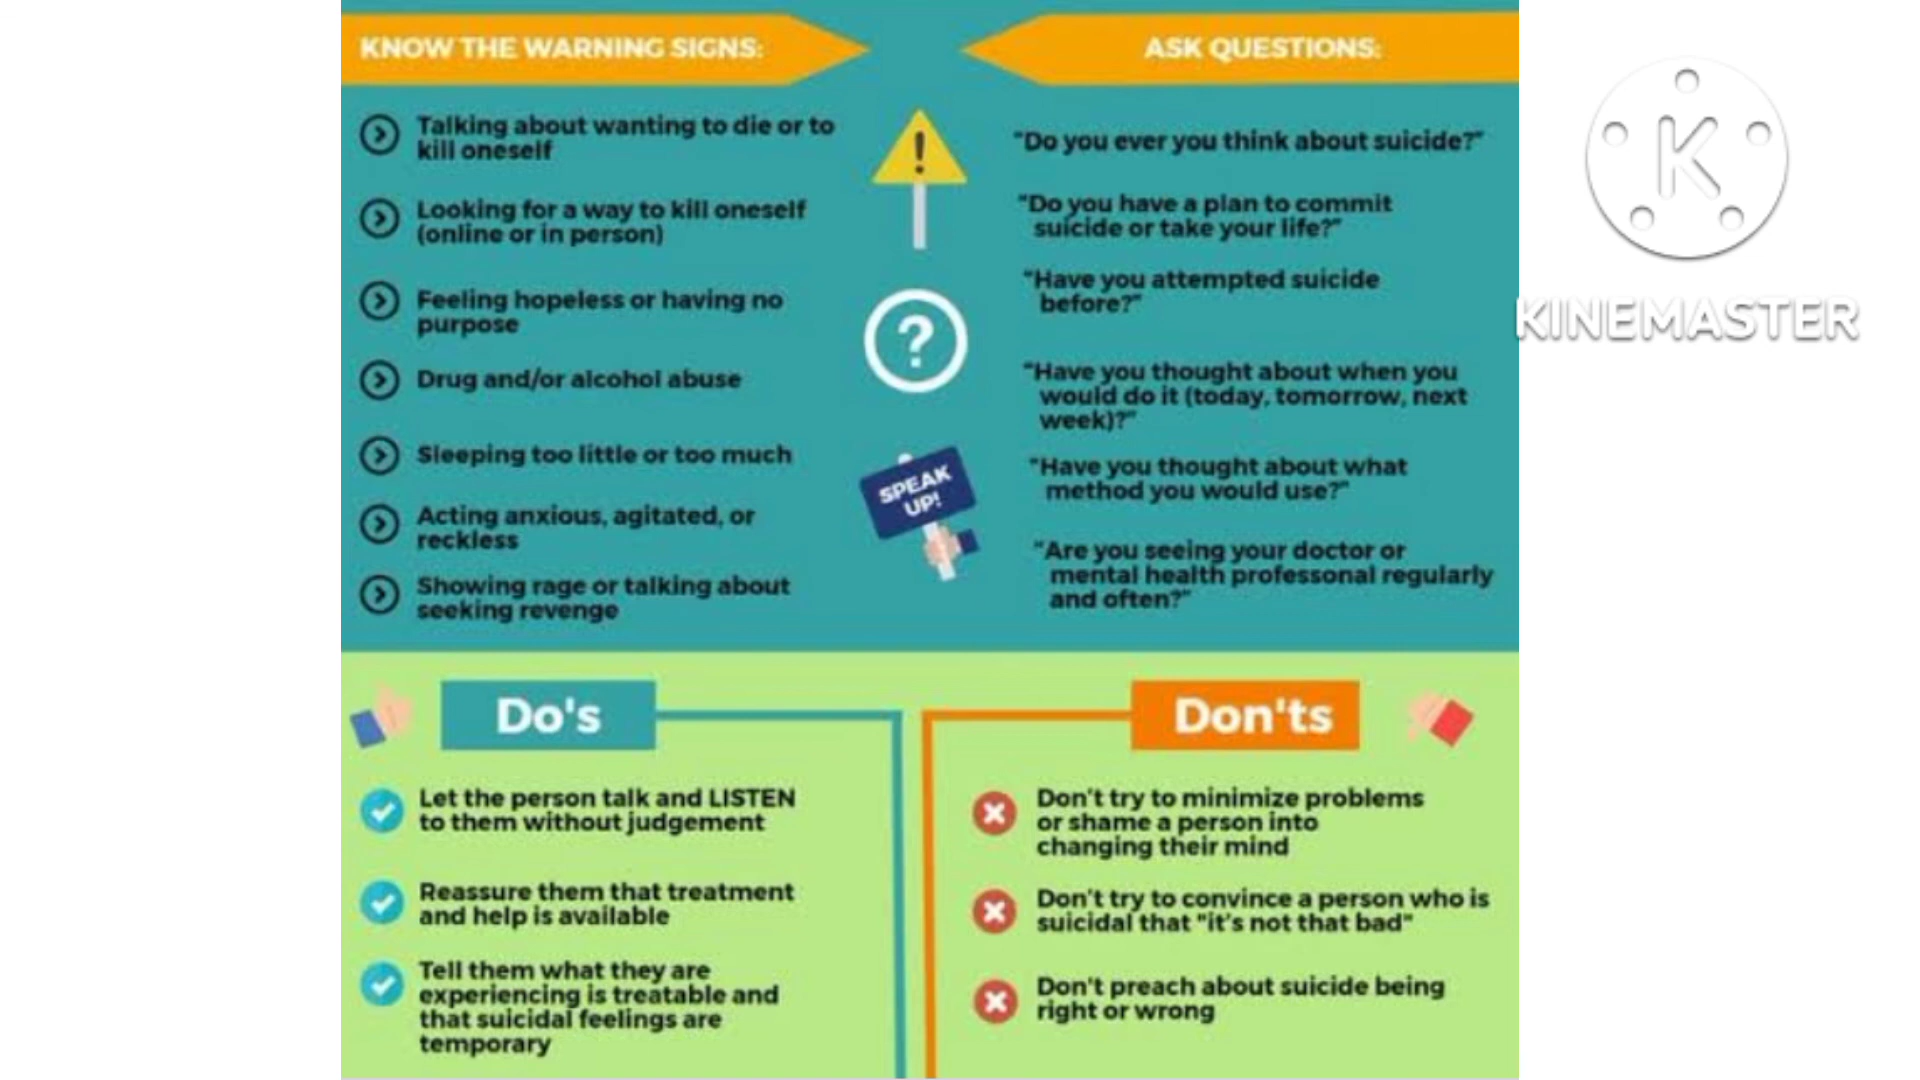 KNOW THE WARNING SIGNS:
Talking about wanting to die or to
kill oneself
Looking for a way to kill oneself
(online or in person)
Feeling hopeless or having no
purpose
Drug and/or alcohol abuse
Sleeping too little or too much
Acting anxious, agitated, or
reckless
Showing rage or talking about
seeking revenge
SPEAK
UP!
ASK QUESTIONS:
"Do you ever you think about suicide?"
"Do you have a plan to commit
suicide or take your life?"
"Have you attempted suicide
before?"
"Have you thought about when you
would do it (today, tomorrow, next
week)?"
"Have you thought about what
method you would use?"
"Are you seeing your doctor or
mental health professonal regularly
and often?"
K
KINEMASTER
Do's
Let the person talk and LISTEN
to them without judgement
Reassure them that treatment
and help is available
Tell them what they are
experiencing is treatable and
that suicidal feelings are
temporary
Don'ts
Don't try to minimize problems
or shame a person into
changing their mind
Don't try to convince a person who is
suicidal that "it's not that bad"
Don't preach about suicide being
right or wrong